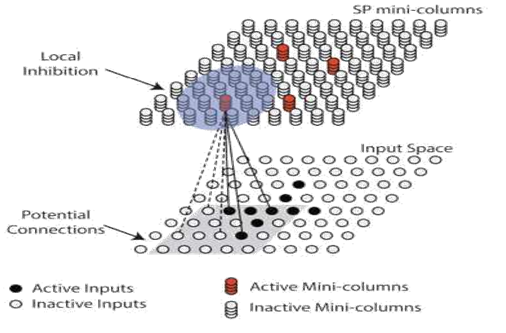 SP mini-columns
Local
Inhibition
Input Space
Potential
Connections
Active Inputs
Inactive Inputs
Active Mini-columns
Inactive Mini-columns